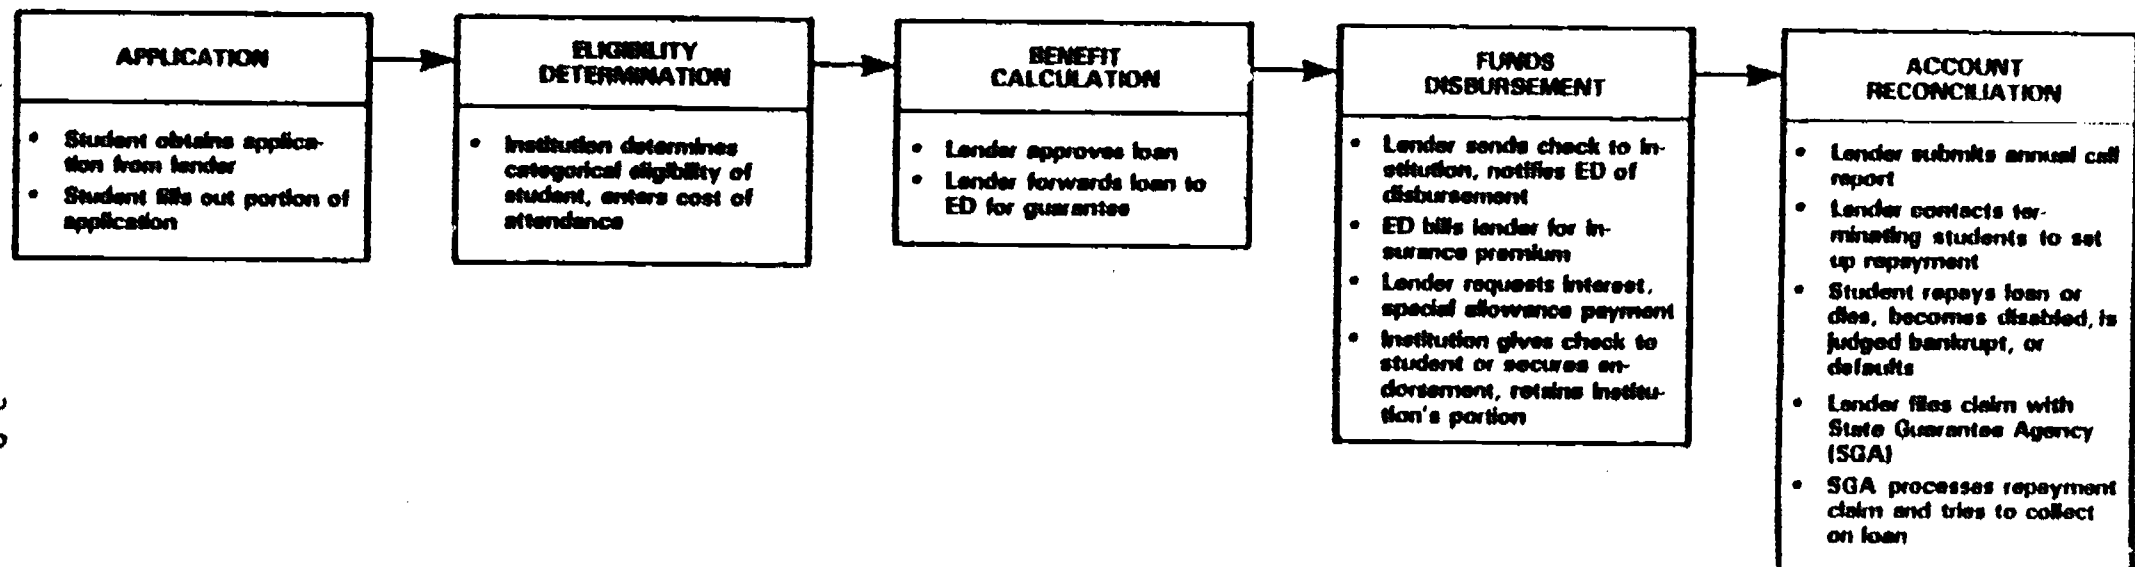 APPLICATION
• Student obtains applica-
tion from lender
• Student fills out portion of
application
ELIGIBILITY
DETERMINATION
• Institution determines
categorical eligibility of
student, enters cost of
attendance
BENEFIT
CALCULATION
• Lender approves loan
• Lender forwards loan to
ED for guarantee
FUNDS
DISBURSEMENT
• Lender sends check to in-
stitution, notifies ED of
disbursement
• ED bills lender for in-
surance premium
• Lender requests interest,
special allowance payment
• Institution gives check to
student or secures en-
dorsement, retains institu-
tion's portion
ACCOUNT
RECONCILIATION
• Lender submits annual call
report
• Lender contacts ter-
minating students to set
up repayment
• Student repays loan or
dies, becomes disabled, is
judged bankrupt, or
defaults
• Lender files claim with
State Guarantee Agency
(SGA)
• SGA processes repayment
claim and tries to collect
on loan